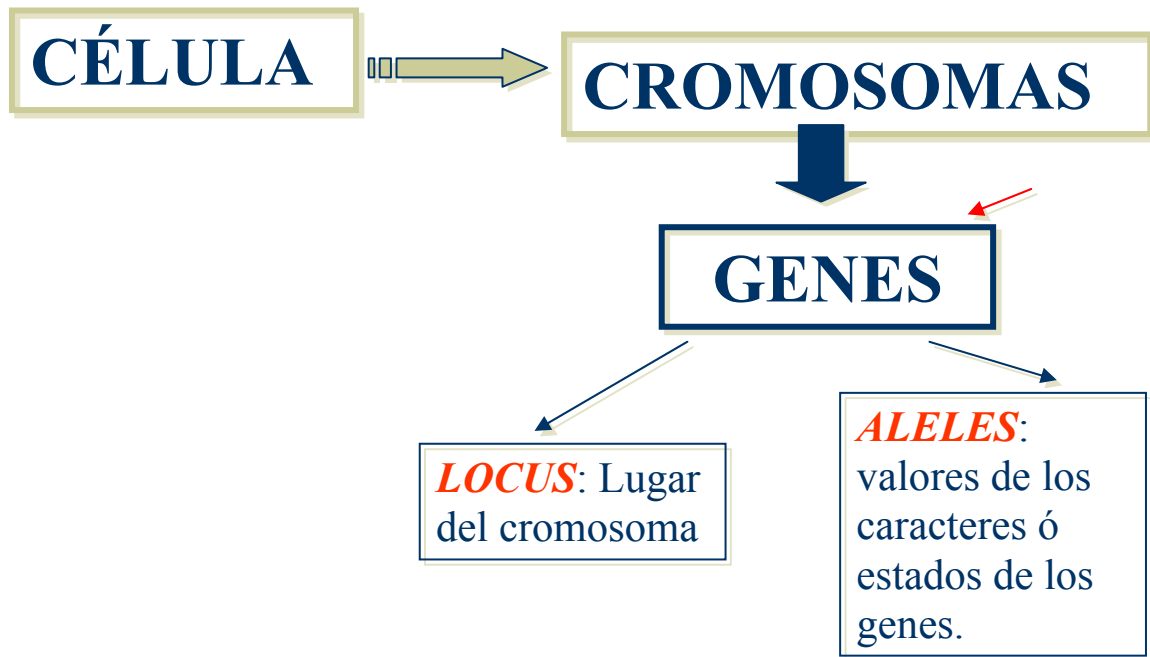 CÉLULA
CROMOSOMAS
GENES
LOCUS: Lugar
del cromosoma
ALELES:
valores de los
caracteres ó
estados de los
genes.